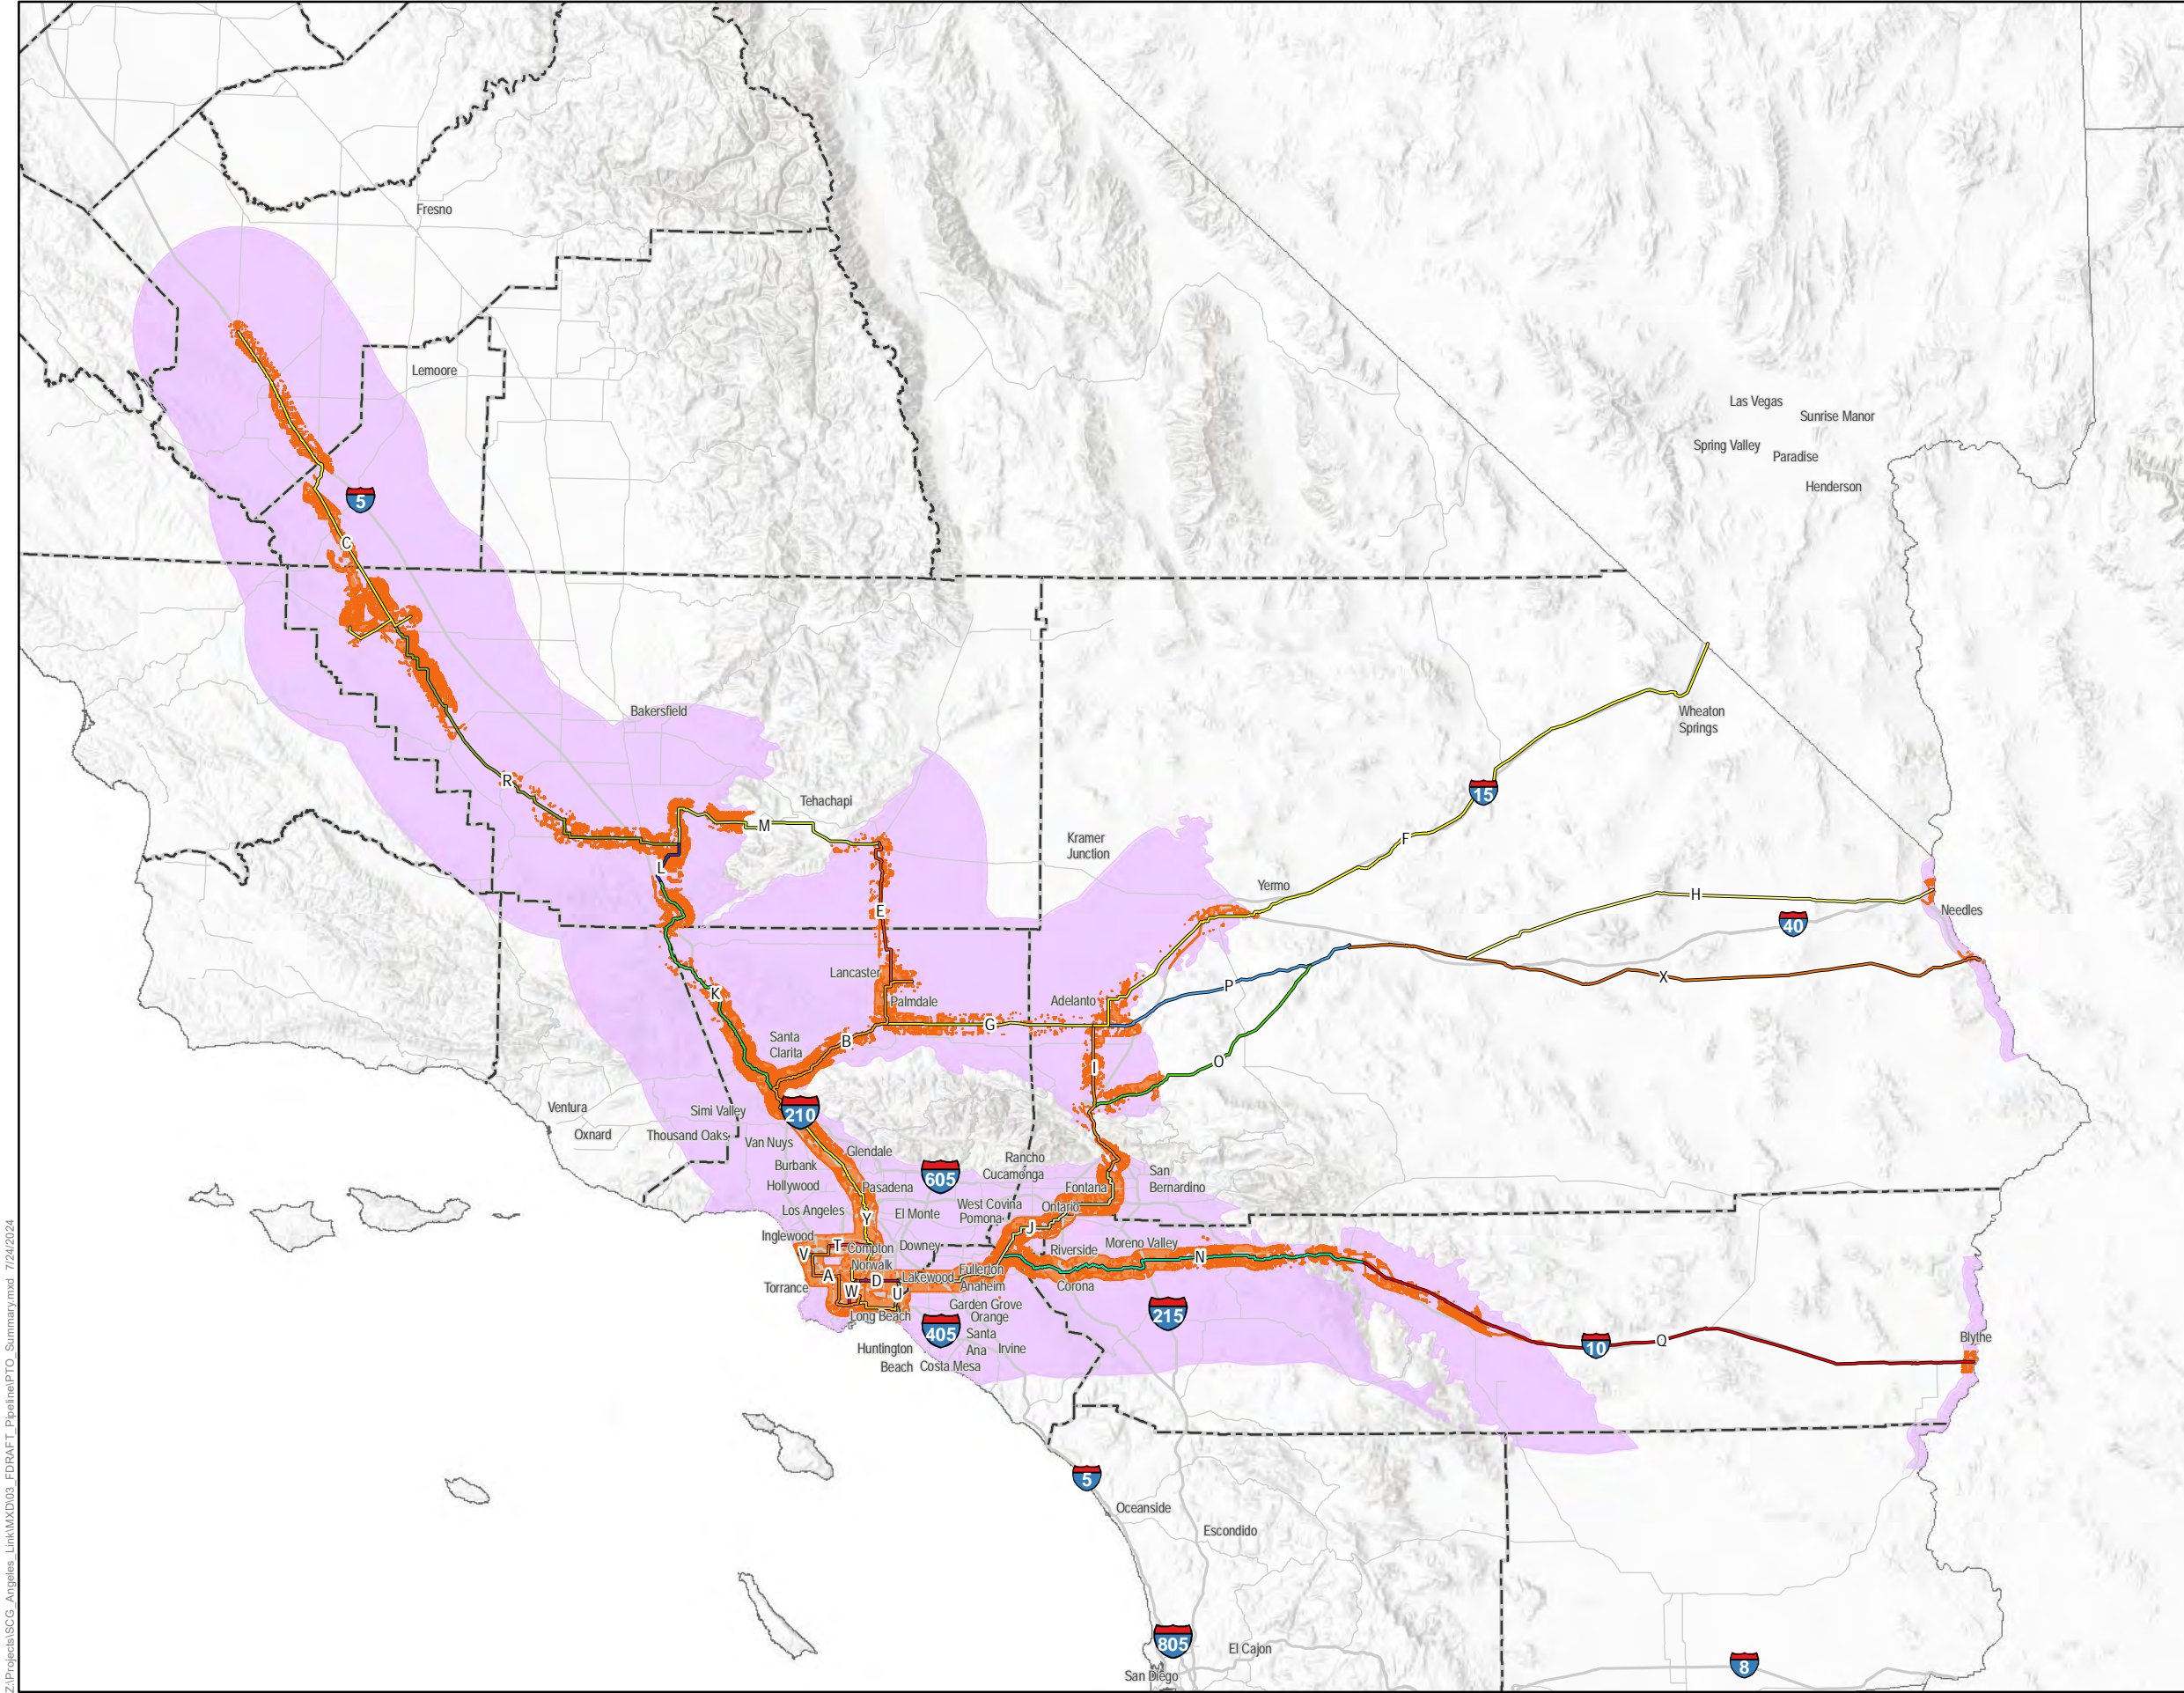 Fresno
Lemoore
Las Vegas
Sunrise Manor
Spring Valley
Paradise
Henderson
5
C
Bakersfield
Wheaton
Springs
R
Tehachapi
15
M
Kramer
Junction
F
L
Yermo
H
E
Needles
40
Lancaster
X
K
P
Palmdale
Adelanto
G
Santa
Clarita
B
I
O
Ventura
Simi Valley
210
Oxnard
Thousand Oaks
Van Nuys
Glendale
Burbank
605
Rancho
Cucamonga
San
Bernardino
Hollywood
Pasadena
Fontana
Los Angeles
El Monte
West Covina
Pomona
Ontario
Y
J
Inglewood
V
T
Compton
Downey
Riverside
Moreno Valley
N
Norwalk
A
D
Lakewood
Fullerton
Torrance
W
U
Anaheim
Corona
Long Beach
Garden Grove
Orange
215
405
Santa
Ana
Irvine
10
Q
Blythe
Huntington
Beach
Costa Mesa
5
Oceanside
Escondido
805
El Cajon
San Diego
8
Z:\Projects\SCG_Angeles_Link\MXD\03_FDRAFT_Pipeline\PTO_Summary.mxd 7/24/2024